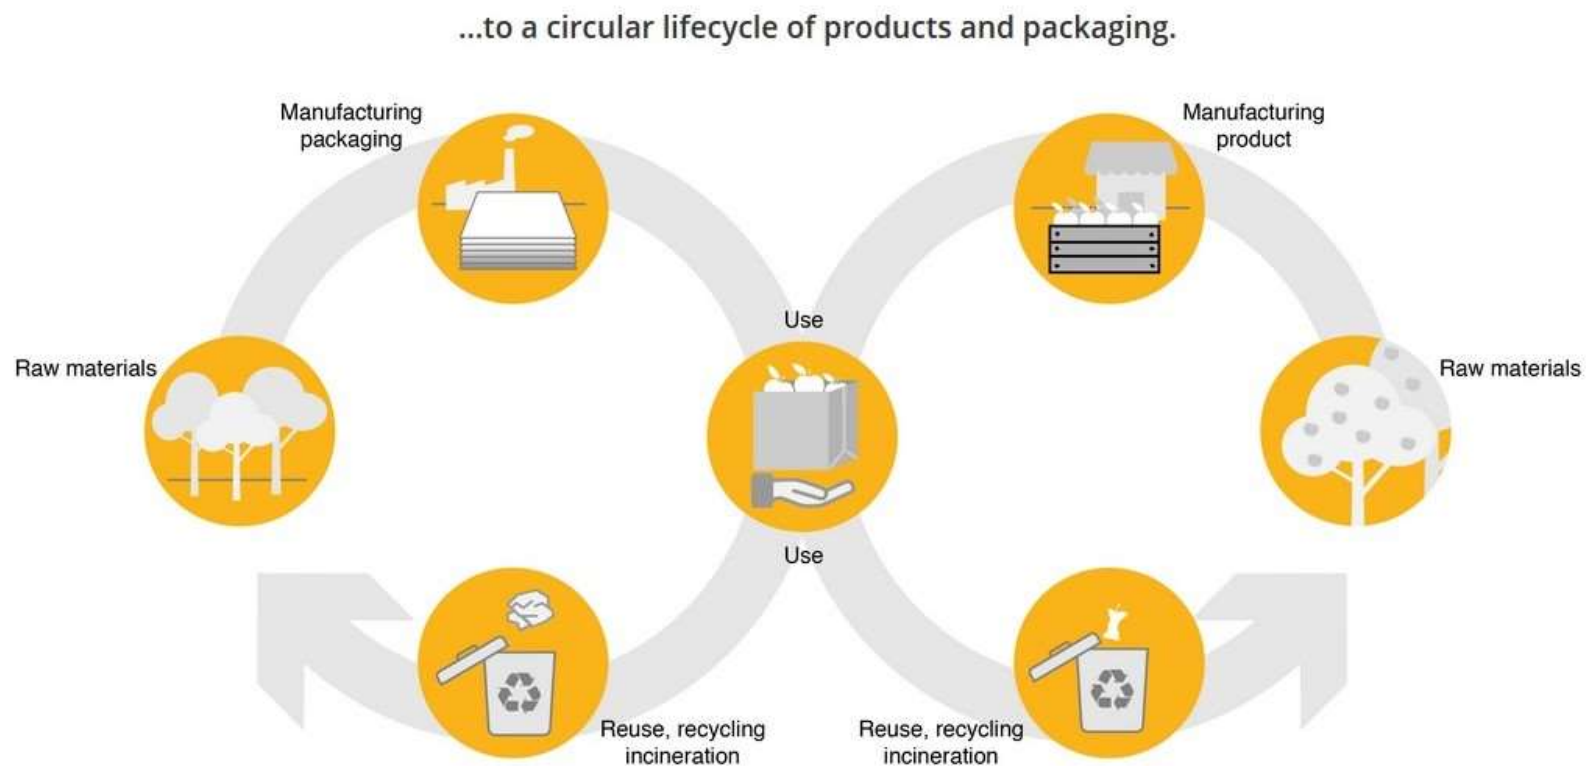 ...to a circular lifecycle of products and packaging.
Manufacturing
packaging
Manufacturing
product
Raw materials
Use
Raw materials
Use
Reuse, recycling
incineration
Reuse, recycling
incineration